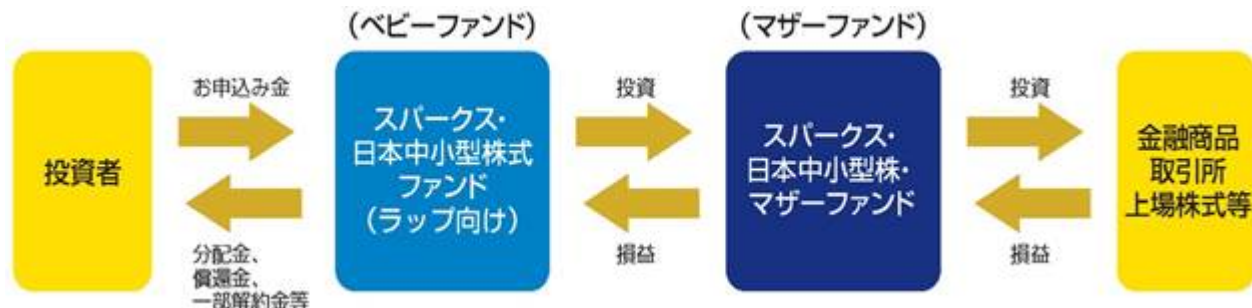 (ベビーファンド)
(マザーファンド)
投資者
お申込み金
分配金、
償還金、
一部解約金等
スパークス・
日本中小型株式
ファンド
(ラップ向け)
投資
損益
スパークス・
日本中小型株・
マザーファンド
投資
損益
金融商品
取引所
上場株式等